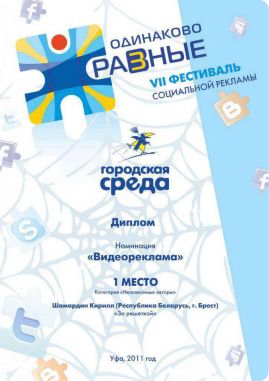 ОДИНАКОВО
РАЗНЫЕ
VII ФЕСТИВАЛЬ
СОЦИАЛЬНОЙ РЕКЛАМЫ
городская
среда
Диплом
Номинация
«Видеореклама»
1 МЕСТО
Категория «Независимые авторы»
Шамардин Кирилл (Республика Беларусь, г. Брест)
«За решеткой»
Уфа, 2011 год